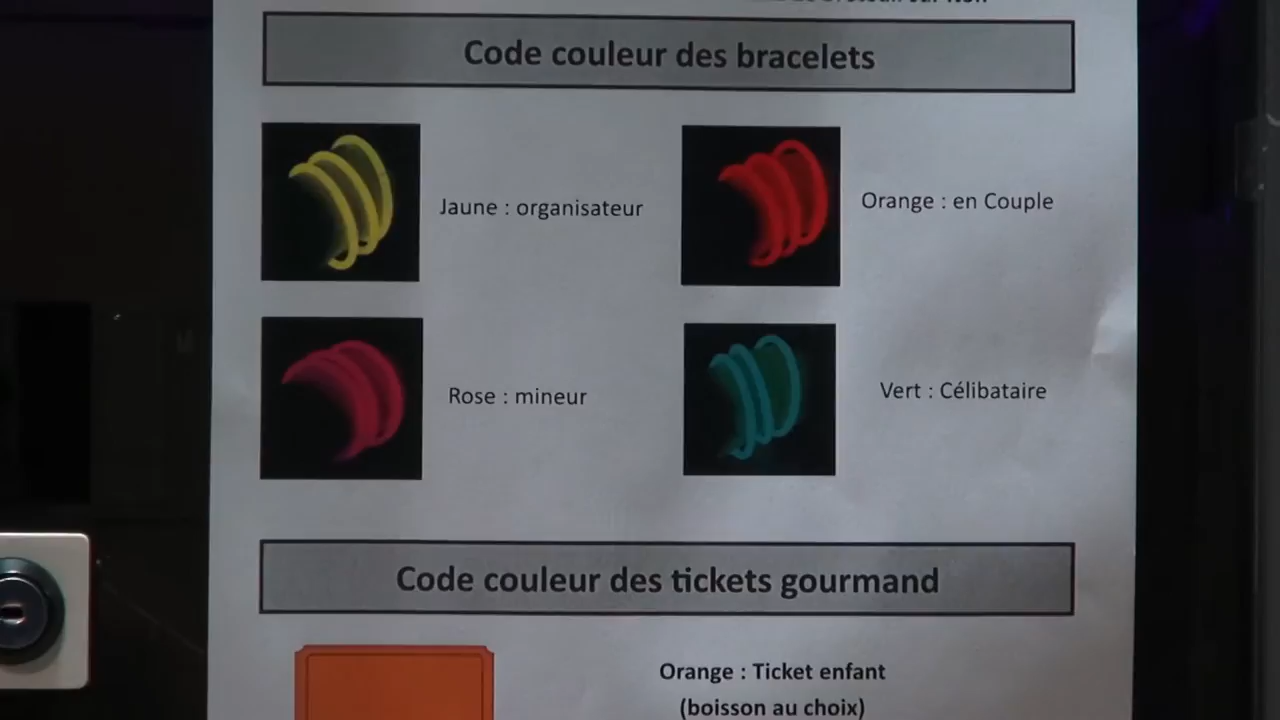 Code couleur des bracelets
Jaune : organisateur
Orange : en Couple
Rose : mineur
Vert : Célibataire
Code couleur des tickets gourmand
Orange : Ticket enfant
(boisson au choix)